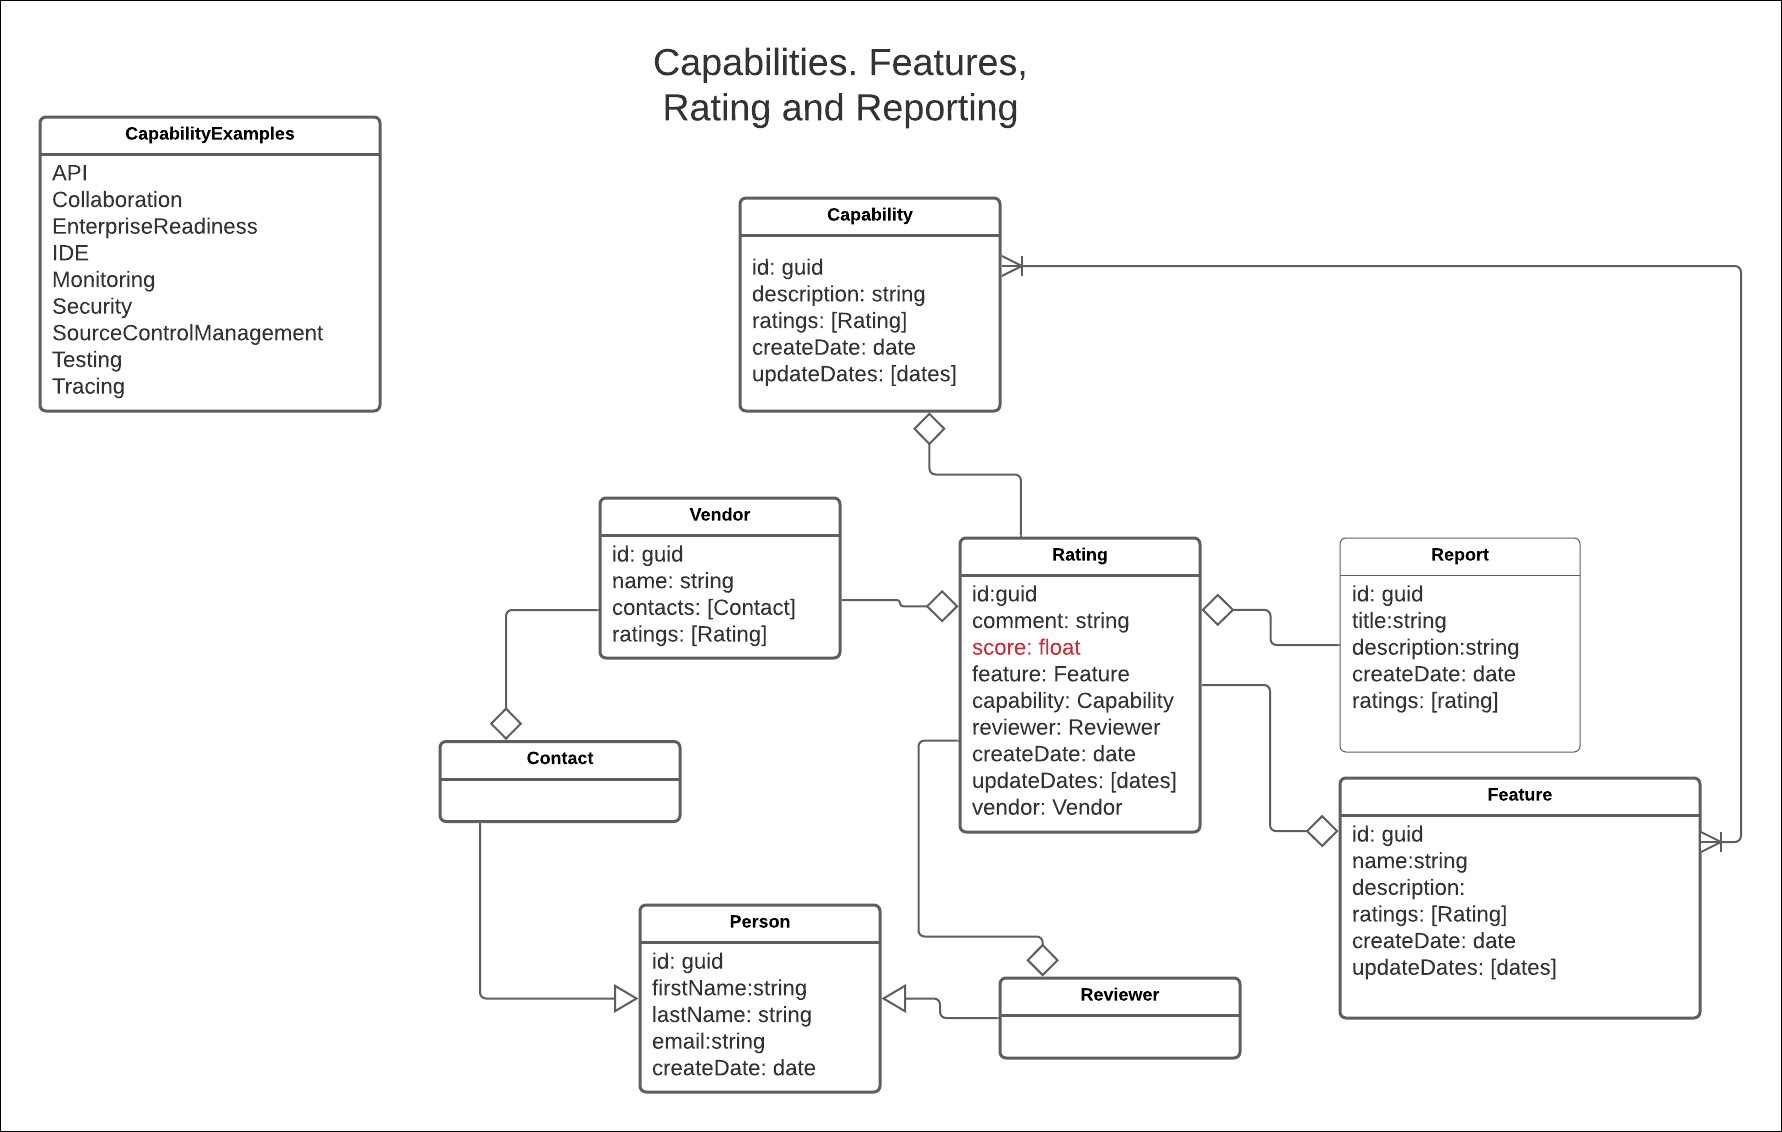 Capabilities. Features,
Rating and Reporting
CapabilityExamples
API
Collaboration
EnterpriseReadiness
IDE
Monitoring
Security
SourceControlManagement
Testing
Tracing
Capability
id: guid
description: string
ratings: [Rating]
createDate: date
updateDates: [dates]
Vendor
id: guid
name: string
contacts: [Contact]
ratings: [Rating]
Rating
id:guid
comment: string
score: float
feature: Feature
capability: Capability
reviewer: Reviewer
createDate: date
updateDates: [dates]
vendor: Vendor
Report
id: guid
title:string
description:string
createDate: date
ratings: [rating]
Contact
Feature
id: guid
name:string
description:
ratings: [Rating]
createDate: date
updateDates: [dates]
Person
id: guid
firstName:string
lastName: string
email:string
createDate: date
Reviewer